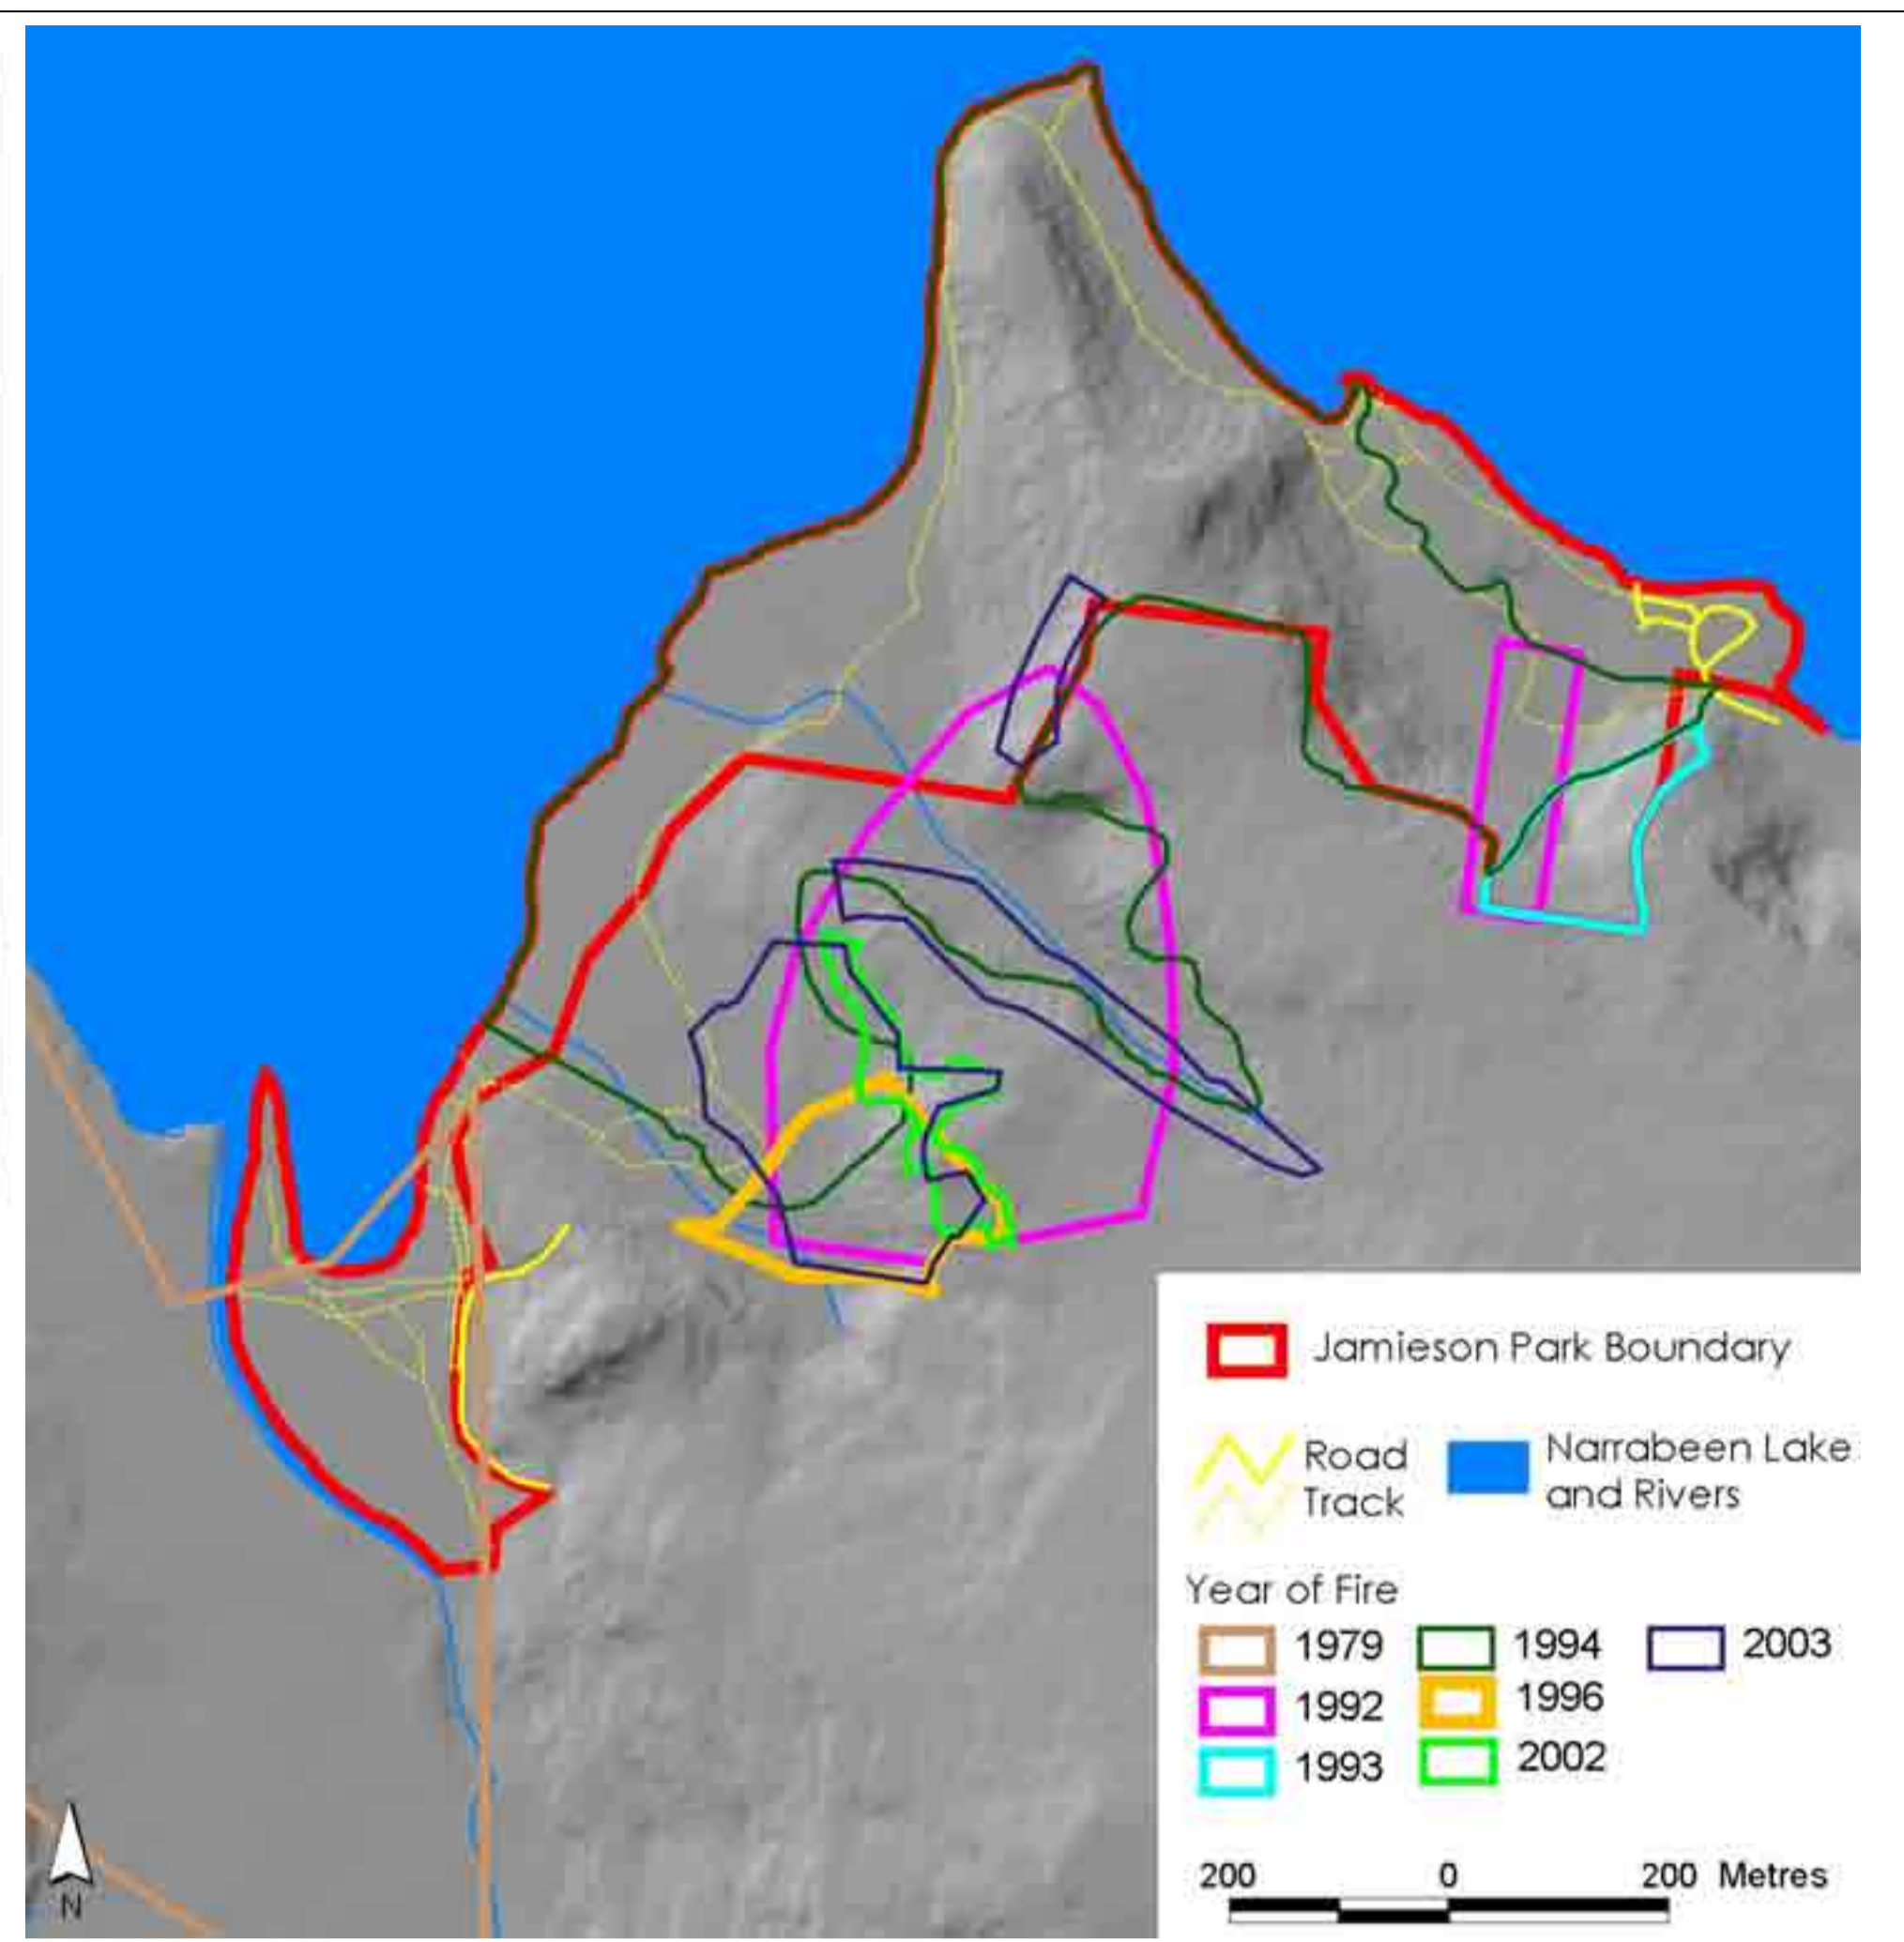 Jamieson Park Boundary
Road
Track
Narrabeen Lake
and Rivers
Year of Fire
1979
1994
2003
1992
1996
1993
2002
200 0 200 Metres
N